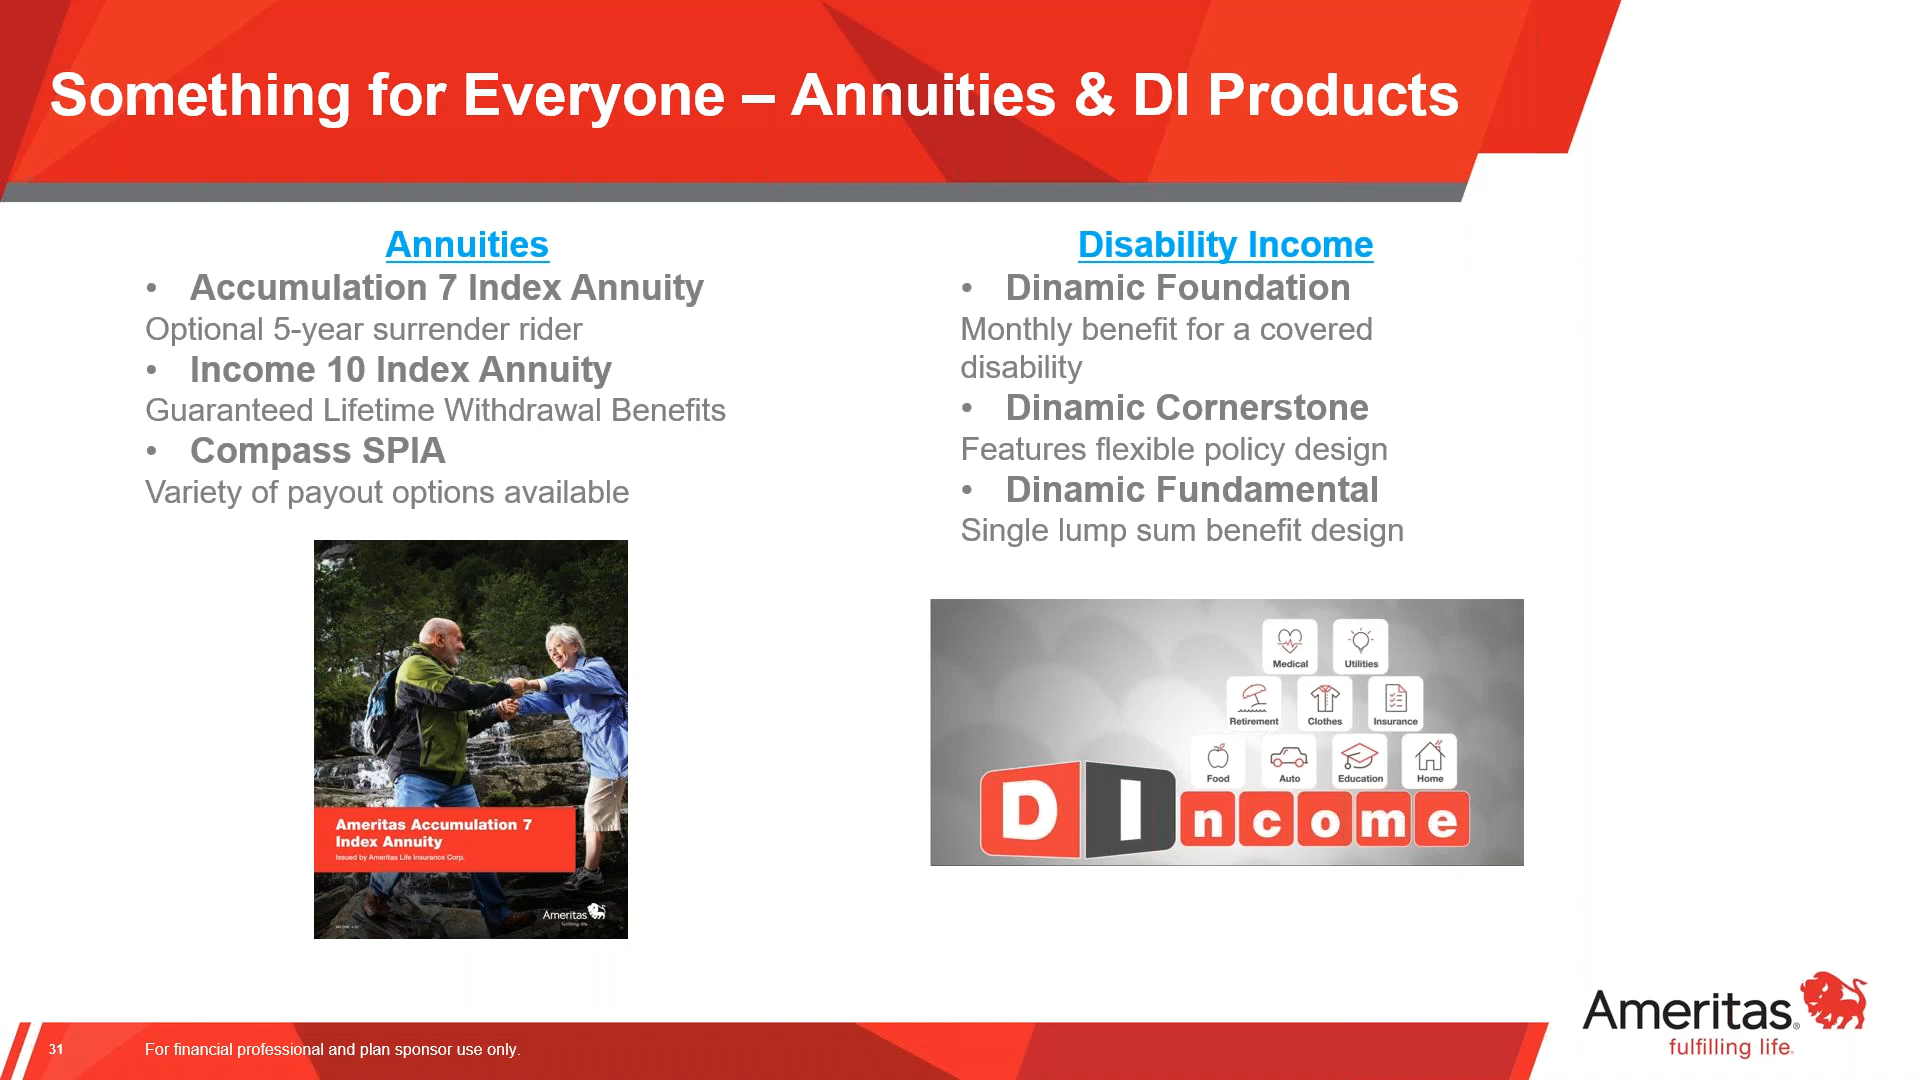 Something for Everyone – Annuities & DI Products
Annuities
• Accumulation 7 Index Annuity
Optional 5-year surrender rider
• Income 10 Index Annuity
Guaranteed Lifetime Withdrawal Benefits
• Compass SPIA
Variety of payout options available
Disability Income
• Dinamic Foundation
Monthly benefit for a covered
disability
• Dinamic Cornerstone
Features flexible policy design
• Dinamic Fundamental
Single lump sum benefit design
Ameritas Accumulation 7
Index Annuity
Issued by Ameritas Life Insurance Corp.
Ameritas
fulfilling life
Medical Utilities
Retirement Clothes Insurance
Food Auto Education Home
DIncome
Ameritas®
fulfilling life.
31 For financial professional and plan sponsor use only.